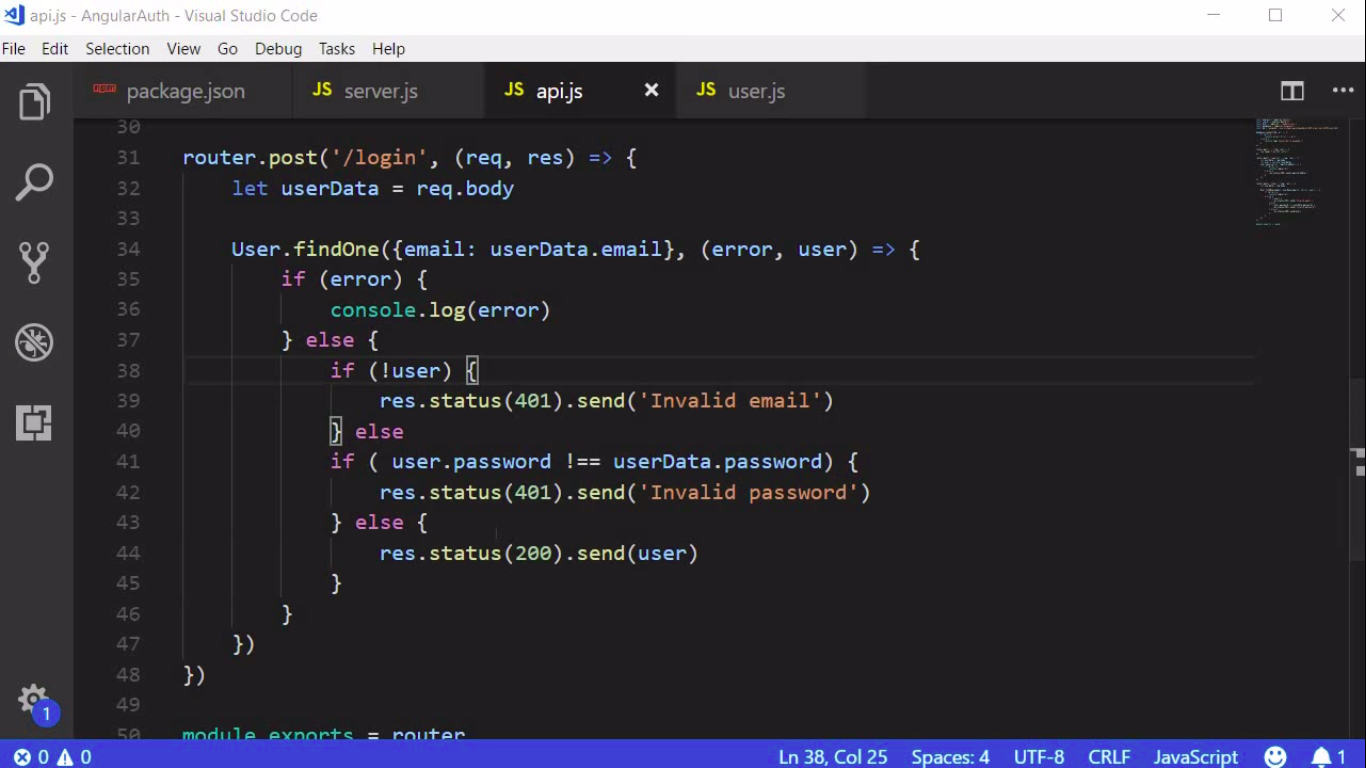 api.js - AngularAuth - Visual Studio Code
File Edit Selection View Go Debug Tasks Help
npm package.json JS server.js JS api.js × JS user.js
30
31 router.post('/login', (req, res) => {
32 let userData = req.body
33
34 User.findOne({email: userData.email}, (error, user) => {
35 if (error) {
36 console.log(error)
37 } else {
38 if (!user) {
39 res.status(401).send('Invalid email')
40 } else
41 if ( user.password !== userData.password) {
42 res.status(401).send('Invalid password')
43 } else {
44 res.status(200).send(user)
45 }
46 }
47 })
48 })
49
50 module.exports = router
1
0 0 Ln 38, Col 25 Spaces: 4 UTF-8 CRLF JavaScript 1